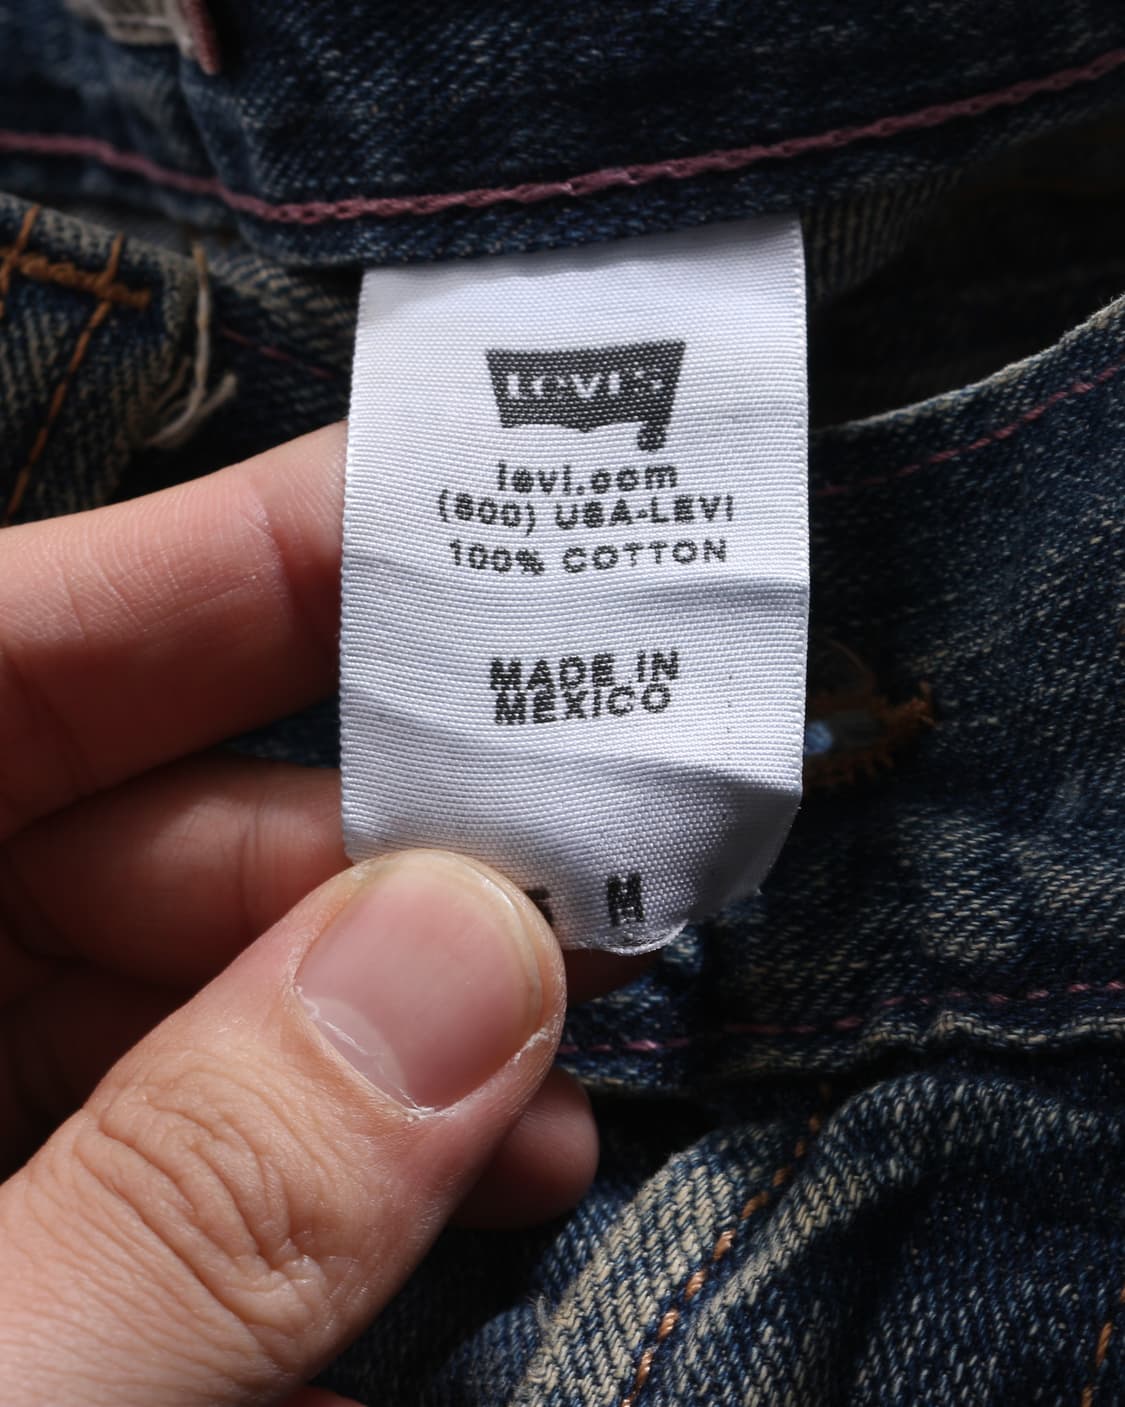 Levi's
levi.com
(800) USA-LEVI
100% COTTON
MADE IN
MEXICO
M